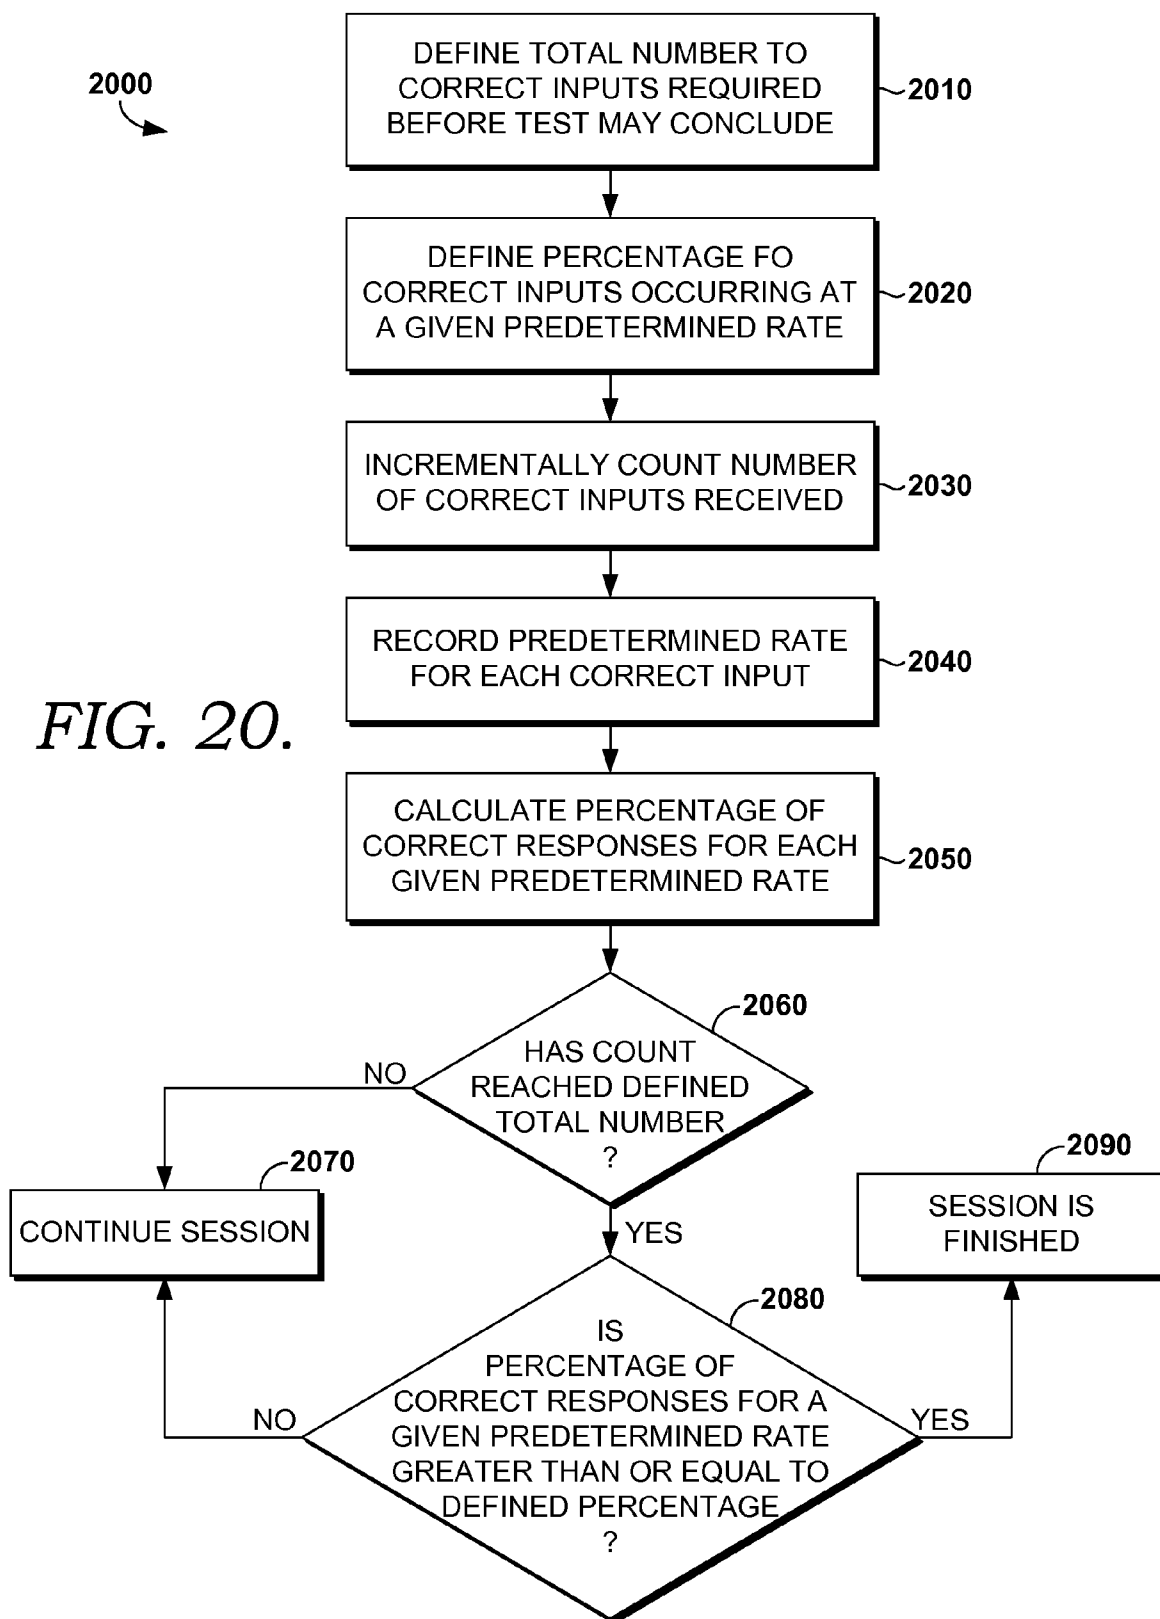 2000
DEFINE TOTAL NUMBER TO
CORRECT INPUTS REQUIRED
BEFORE TEST MAY CONCLUDE
2010
DEFINE PERCENTAGE FO
CORRECT INPUTS OCCURRING AT
A GIVEN PREDETERMINED RATE
2020
INCREMENTALLY COUNT NUMBER
OF CORRECT INPUTS RECEIVED
2030
RECORD PREDETERMINED RATE
FOR EACH CORRECT INPUT
2040
FIG. 20.
CALCULATE PERCENTAGE OF
CORRECT RESPONSES FOR EACH
GIVEN PREDETERMINED RATE
2050
2060
HAS COUNT
REACHED DEFINED
TOTAL NUMBER
?
NO
YES
2070
CONTINUE SESSION
2090
SESSION IS
FINISHED
2080
IS
PERCENTAGE OF
CORRECT RESPONSES FOR A
GIVEN PREDETERMINED RATE
GREATER THAN OR EQUAL TO
DEFINED PERCENTAGE
?
NO
YES